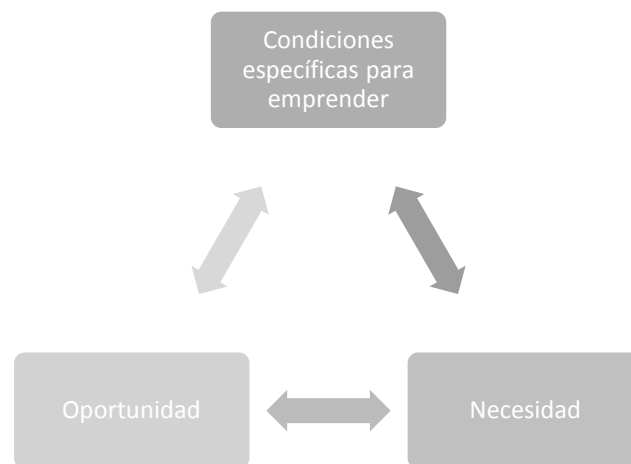 Condiciones
específicas para
emprender
Oportunidad
Necesidad